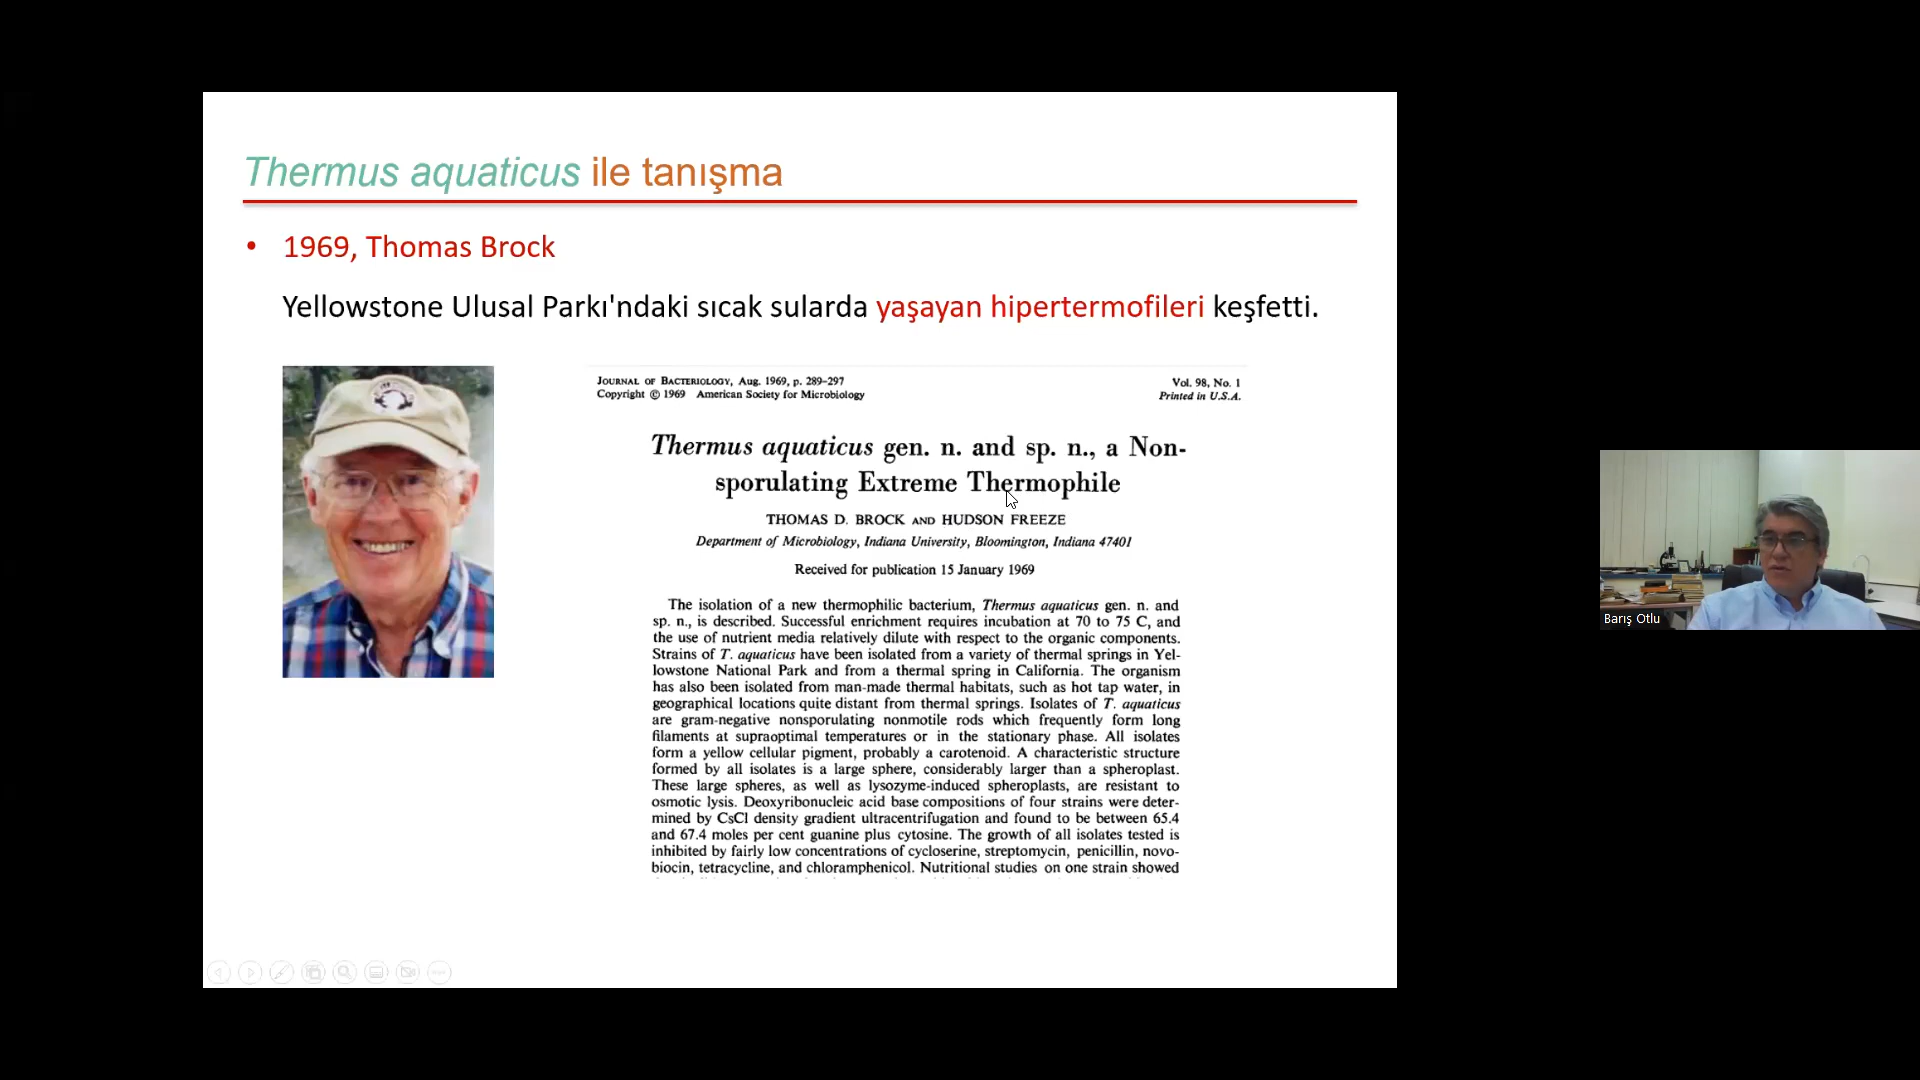 Thermus aquaticus ile tanışma
• 1969, Thomas Brock
Yellowstone Ulusal Parkı'ndaki sıcak sularda yaşayan hipertermofileri keşfetti.
JOURNAL OF BACTERIOLOGY, Aug. 1969, p. 289-297
Copyright © 1969 American Society for Microbiology
Vol. 98, No. 1
Printed in U.S.A.
Thermus aquaticus gen. n. and sp. n., a Non-
sporulating Extreme Thermophile
THOMAS D. BROCK AND HUDSON FREEZE
Department of Microbiology, Indiana University, Bloomington, Indiana 47401
Received for publication 15 January 1969
The isolation of a new thermophilic bacterium, Thermus aquaticus gen. n. and
sp. n., is described. Successful enrichment requires incubation at 70 to 75 C, and
the use of nutrient media relatively dilute with respect to the organic components.
Strains of T. aquaticus have been isolated from a variety of thermal springs in Yel-
lowstone National Park and from a thermal spring in California. The organism
has also been isolated from man-made thermal habitats, such as hot tap water, in
geographical locations quite distant from thermal springs. Isolates of T. aquaticus
are gram-negative nonsporulating nonmotile rods which frequently form long
filaments at supraoptimal temperatures or in the stationary phase. All isolates
form a yellow cellular pigment, probably a carotenoid. A characteristic structure
formed by all isolates is a large sphere, considerably larger than a spheroplast.
These large spheres, as well as lysozyme-induced spheroplasts, are resistant to
osmotic lysis. Deoxyribonucleic acid base compositions of four strains were deter-
mined by CsCl density gradient ultracentrifugation and found to be between 65.4
and 67.4 moles per cent guanine plus cytosine. The growth of all isolates tested is
inhibited by fairly low concentrations of cycloserine, streptomycin, penicillin, novo-
biocin, tetracycline, and chloramphenicol. Nutritional studies on one strain showed
Barış Otlu